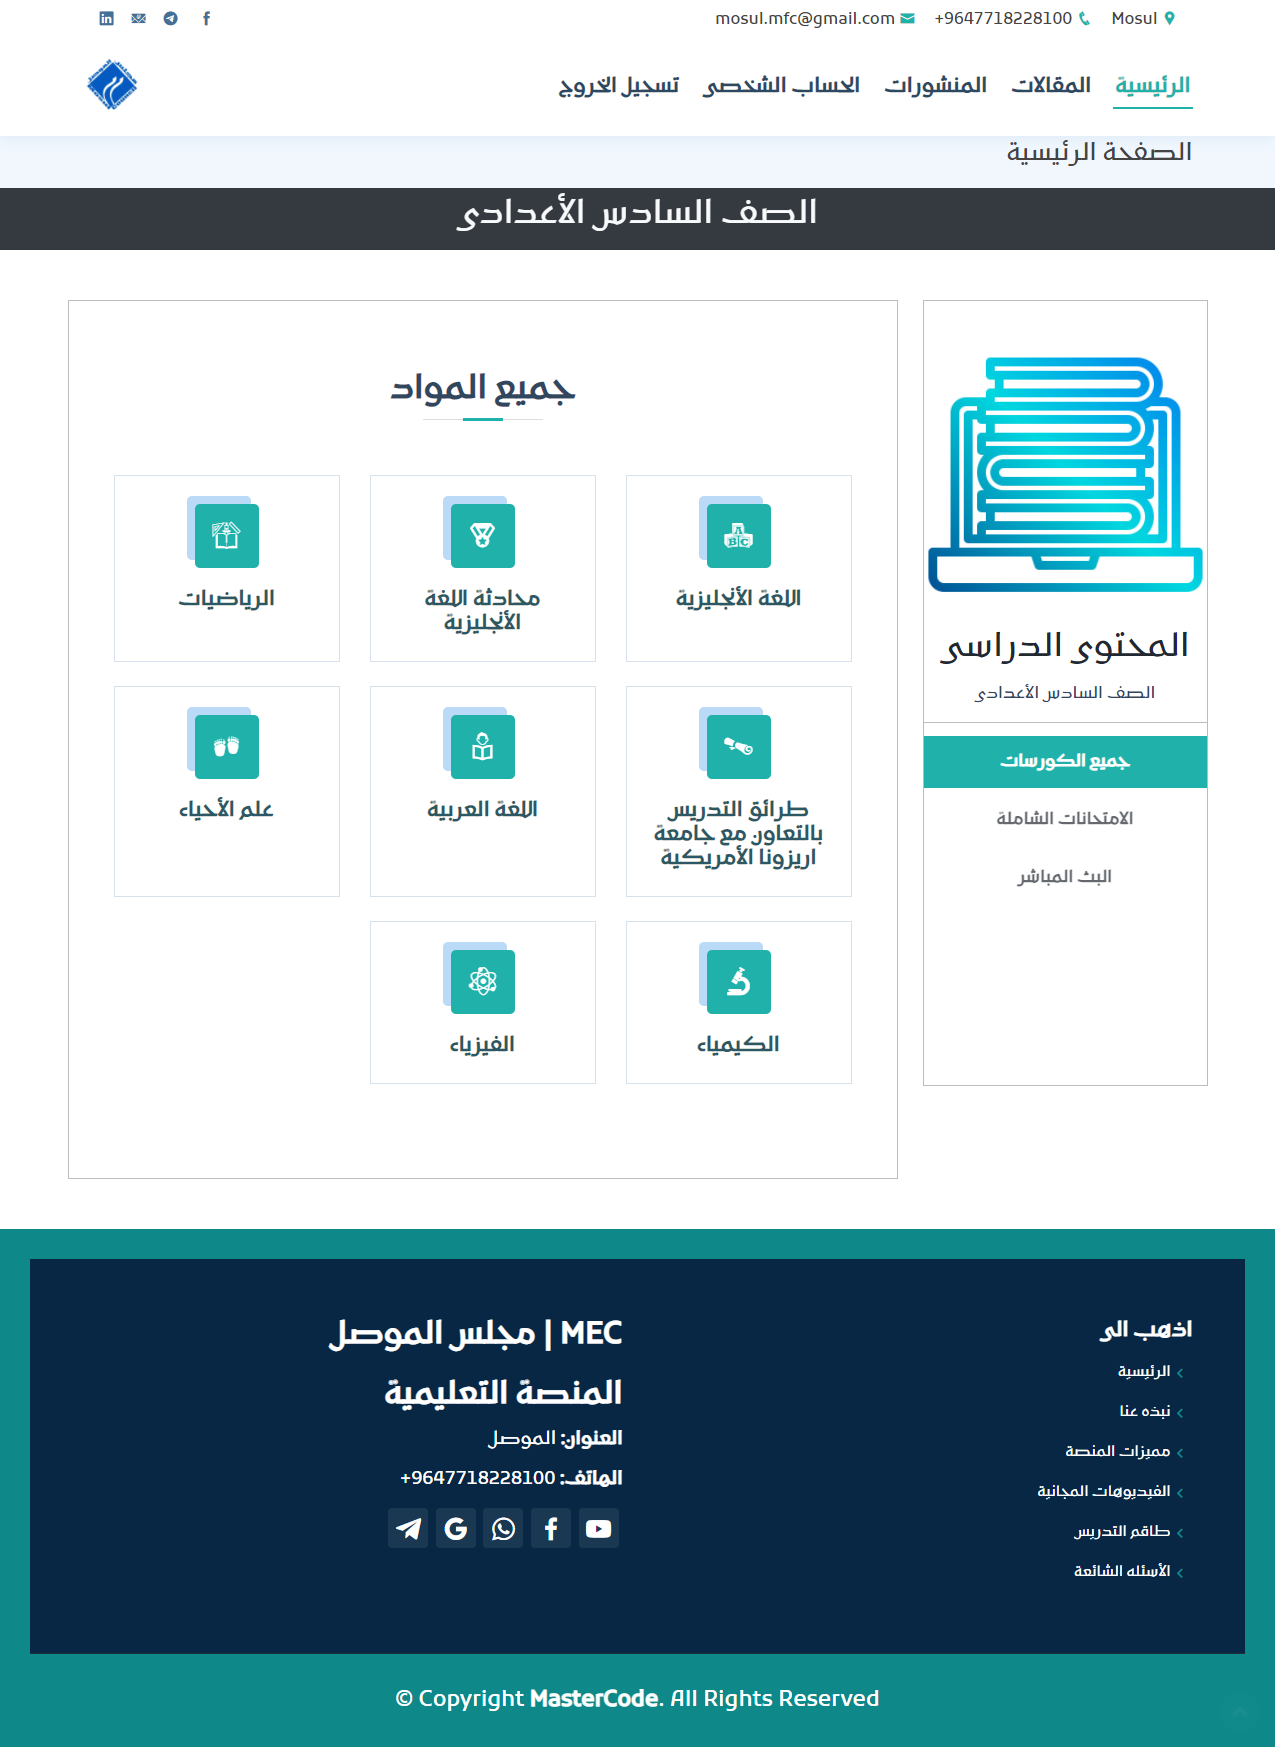 Mosul
+9647718228100
mosul.mfc@gmail.com
الرئيسية
المقالات
المنشورات
الحساب الشخصي
تسجيل الخروج
الصفحة الرئيسية
الصف السادس الأعدادي
المحتوى الدراسي
الصف السادس الأعدادي
جميع الكورسات
الامتحانات الشاملة
البث المباشر
جميع المواد
A
B C
اللغة الأنجليزية
محادثة اللغة
الأنجليزية
الرياضيات
طرائق التدريس
بالتعاون مع جامعة
اريزونا الأمريكية
اللغة العربية
علم الأحياء
الكيمياء
الفيزياء
اذهب الى
الرئيسية
نبذه عنا
مميزات المنصة
الفيديوهات المجانية
طاقم التدريس
الأسئله الشائعة
MEC | مجلس الموصل
المنصة التعليمية
العنوان: الموصل
الهاتف: 9647718228100+
© Copyright MasterCode. All Rights Reserved